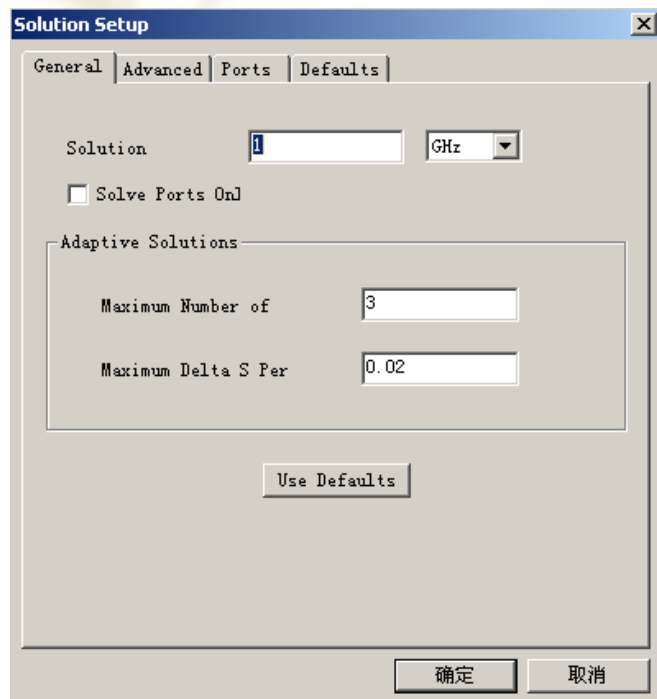 Solution Setup
General Advanced Ports Defaults
Solution 1 GHz
Solve Ports Onl
Adaptive Solutions
Maximum Number of 3
Maximum Delta S Per 0.02
Use Defaults
确定 取消